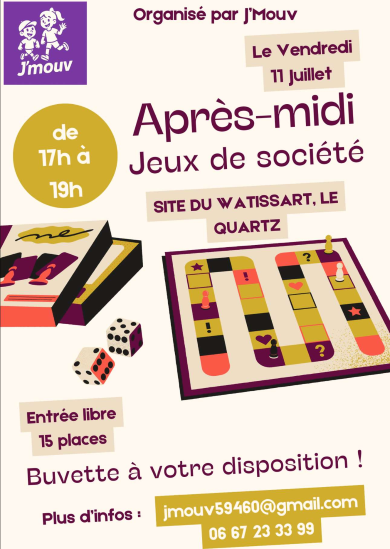 Organisé par J'Mouv
J'mouv
Le Vendredi
11 Juillet
de
17h à
19h
Après-midi
Jeux de société
SITE DU WATISSART, LE
QUARTZ
?
!
!
?
Entrée libre
15 places
Buvette à votre disposition !
Plus d'infos :
jmouv59460@gmail.com
06 67 23 33 99